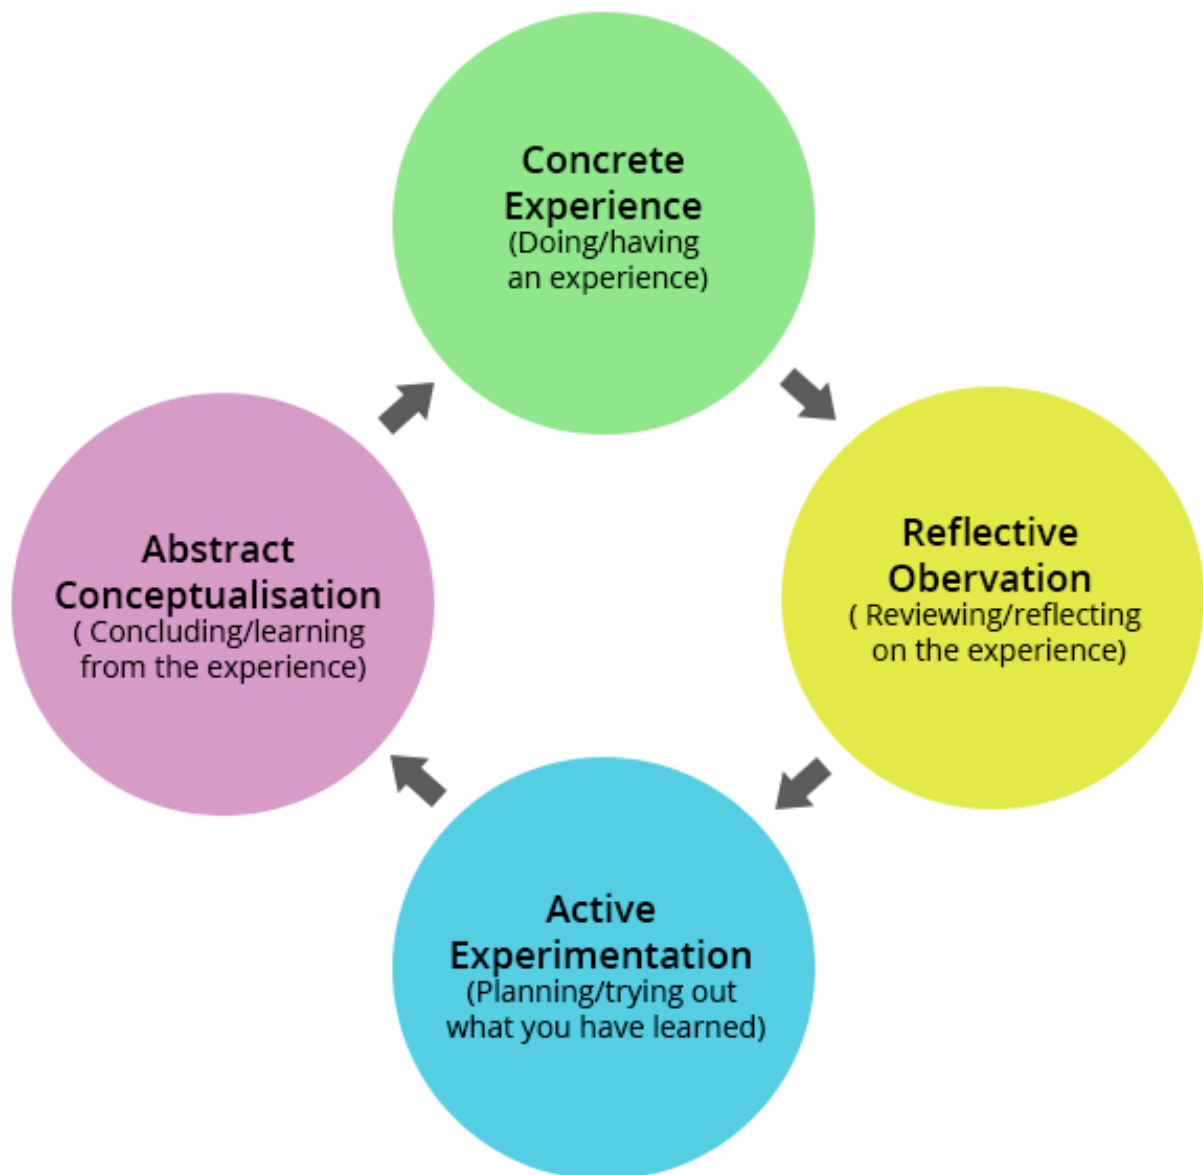 Concrete
Experience
(Doing/having
an experience)
Reflective
Obervation
( Reviewing/reflecting
on the experience)
Active
Experimentation
(Planning/trying out
what you have learned)
Abstract
Conceptualisation
( Concluding/learning
from the experience)